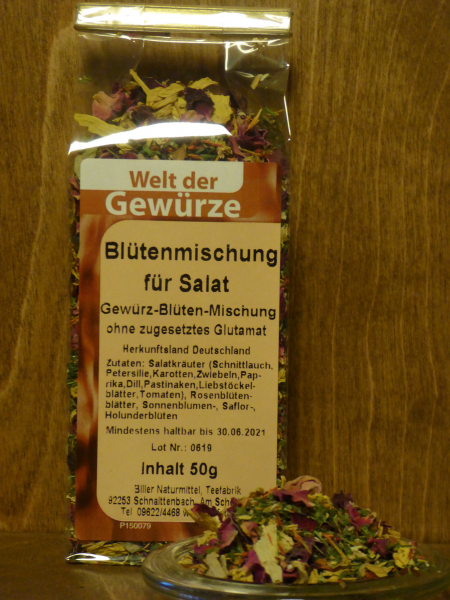 Welt der
Gewürze
Blütenmischung
für Salat
Gewürz-Blüten-Mischung
ohne zugesetztes Glutamat
Herkunftsland Deutschland
Zutaten: Salatkräuter (Schnittlauch,
Petersilie,Karotten,Zwiebeln,Pap-
rika,Dill,Pastinaken,Liebstöckel-
blätter,Tomaten), Rosenblüten-
blätter, Sonnenblumen-, Saflor-,
Holunderblüten
Mindestens haltbar bis 30.06.2021
Lot Nr.: 0619
Inhalt 50g
Biller Naturmittel, Teefabrik
92253 Schnaittenbach, Am
Tel 09622/4468
P150079